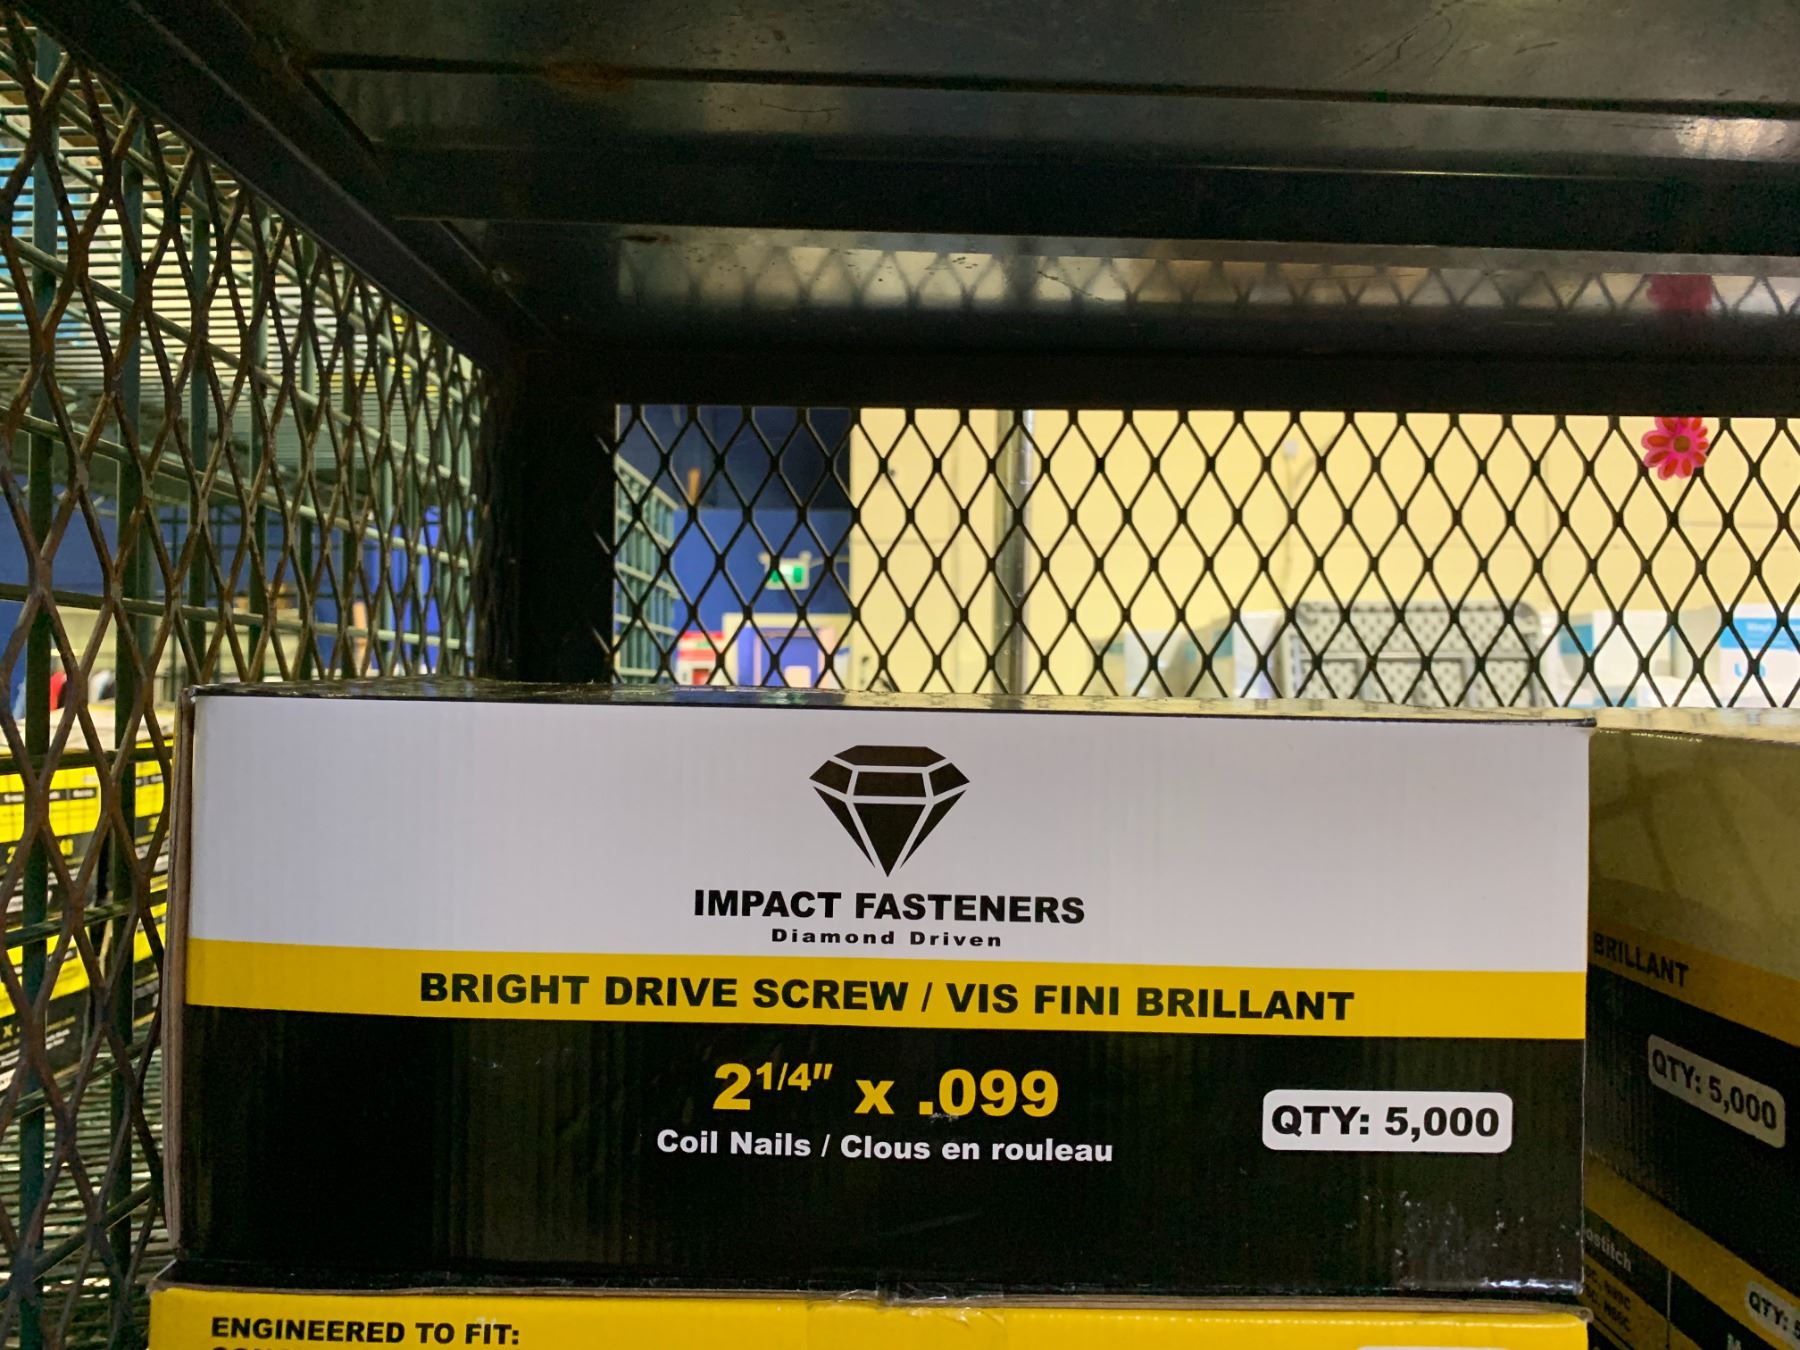 IMPACT FASTENERS
Diamond Driven
BRIGHT DRIVE SCREW / VIS FINI BRILLANT
2 1/4" x .099
Coil Nails / Clous en rouleau
QTY: 5,000
ENGINEERED TO FIT:
BRILLANT
QTY: 5,000
QTY: